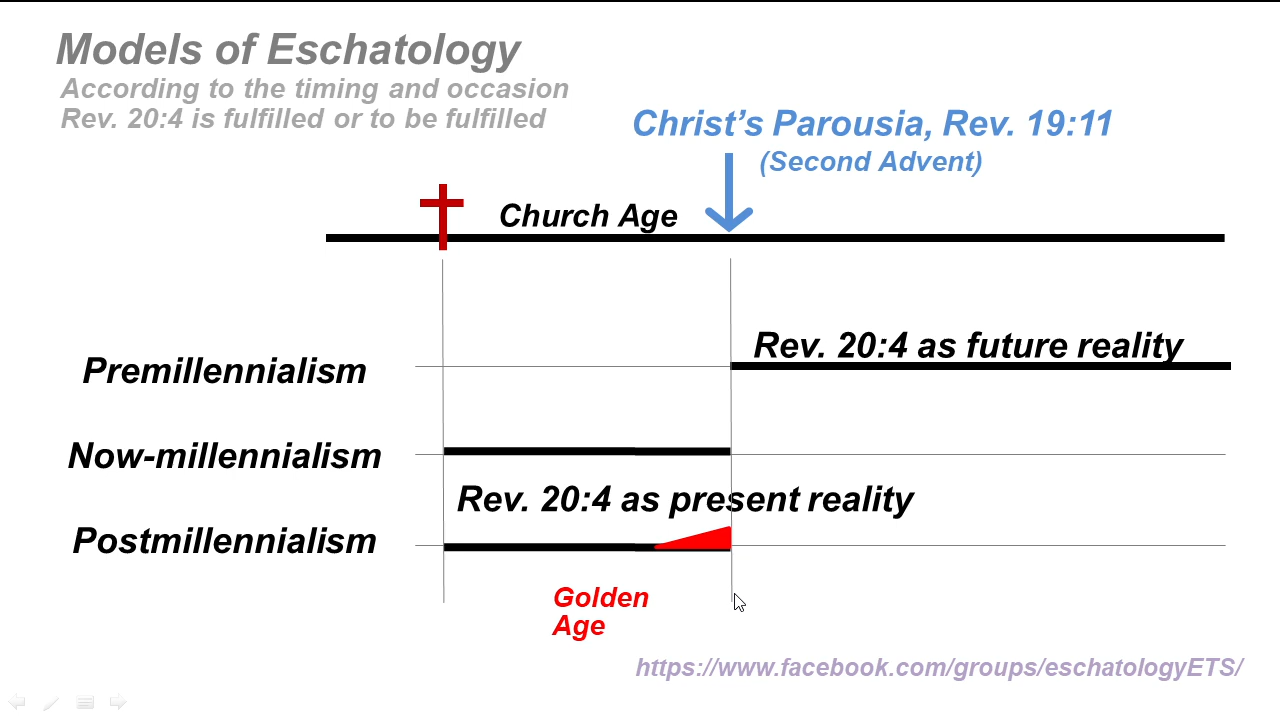 Models of Eschatology
According to the timing and occasion
Rev. 20:4 is fulfilled or to be fulfilled
Christ’s Parousia, Rev. 19:11
(Second Advent)
Church Age
Rev. 20:4 as future reality
Premillennialism
Now-millennialism
Rev. 20:4 as present reality
Postmillennialism
Golden
Age
https://www.facebook.com/groups/eschatologyETS/